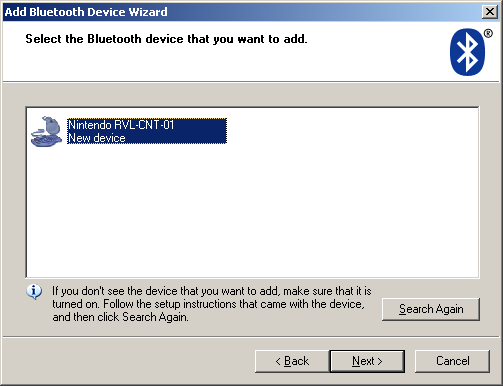 Add Bluetooth Device Wizard
Select the Bluetooth device that you want to add.
®
Nintendo RVL-CNT-01
New device
If you don't see the device that you want to add, make sure that it is
turned on. Follow the setup instructions that came with the device,
and then click Search Again.
Search Again
< Back
Next >
Cancel